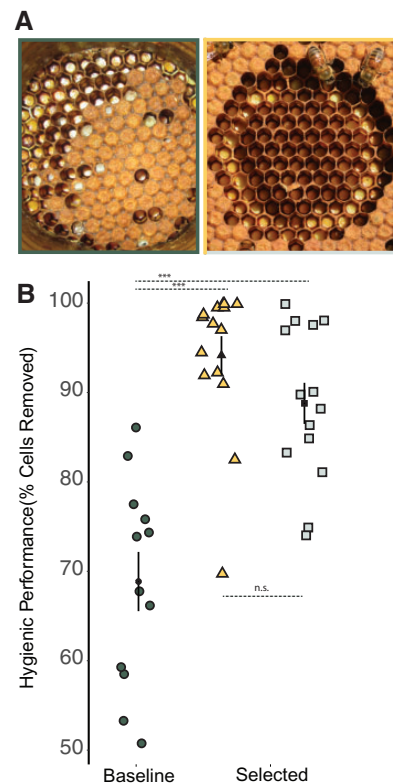 A
B
***
***
100
90
80
70
60
50
Hygienic Performance(% Cells Removed)
n.s.
Baseline
Selected